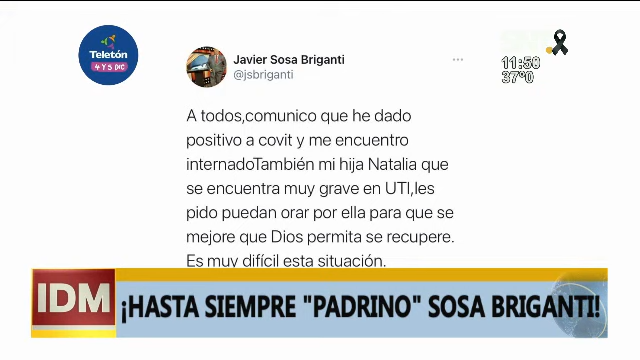 Teletón
4 Y 5 DIC
Javier Sosa Briganti
@jsbriganti
11:58
37°0
A todos,comunico que he dado
positivo a covit y me encuentro
internadoTambién mi hija Natalia que
se encuentra muy grave en UTI,les
pido puedan orar por ella para que se
mejore que Dios permita se recupere.
Es muy difícil esta situación.
IDM
¡HASTA SIEMPRE "PADRINO" SOSA BRIGANTI!